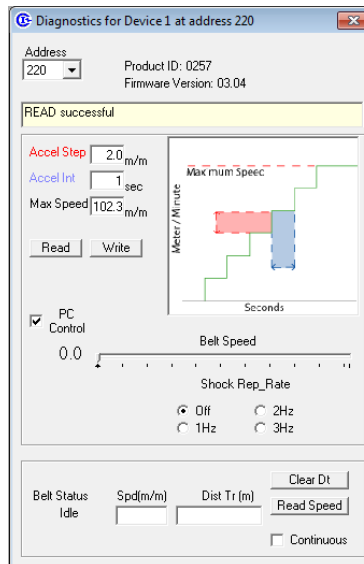 Diagnostics for Device 1 at address 220
Address
220
Product ID: 0257
Firmware Version: 03.04
READ successful
Accel Step 2.0 m/m
Accel Int 1 sec
Max Speed 102.3 m/m
Read Write
Maximum Speed
Meter / Minute
Seconds
PC Control
0.0
Belt Speed
Shock Rep_Rate
Off 2Hz
1Hz 3Hz
Belt Status Spd(m/m) Dist Tr (m)
Idle
Clear Dt
Read Speed
Continuous